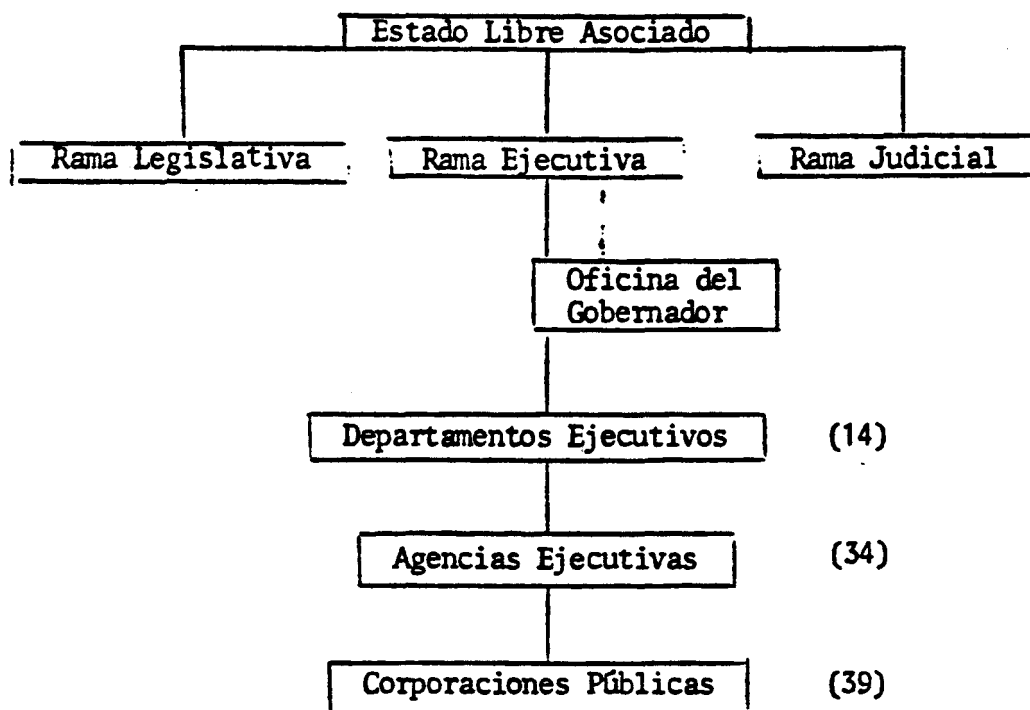 Estado Libre Asociado
Rama Legislativa
Rama Ejecutiva
Rama Judicial
Oficina del
Gobernador
Departamentos Ejecutivos (14)
Agencias Ejecutivas (34)
Corporaciones Públicas (39)